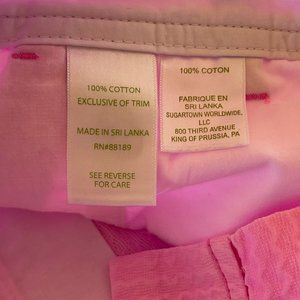 100% COTTON
EXCLUSIVE OF TRIM
MADE IN SRI LANKA
RN#88189
SEE REVERSE
FOR CARE
100% COTON
FABRIQUE EN
SRI LANKA
SUGARTOWN WORLDWIDE,
LLC
800 THIRD AVENUE
KING OF PRUSSIA, PA